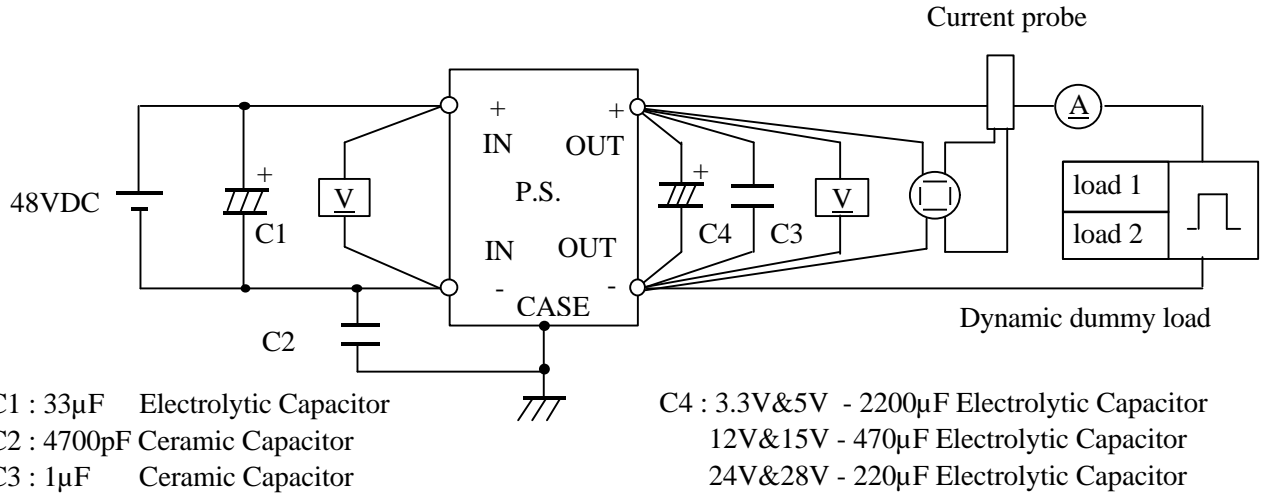 Current probe
+ +
IN OUT
A
48VDC
+
V
C1
P.S.
+
C4
C3
V
load 1
load 2
IN OUT
- -
CASE
C2
Dynamic dummy load
C1 : 33µF Electrolytic Capacitor
C2 : 4700pF Ceramic Capacitor
C3 : 1µF Ceramic Capacitor
C4 : 3.3V&5V - 2200µF Electrolytic Capacitor
12V&15V - 470µF Electrolytic Capacitor
24V&28V - 220µF Electrolytic Capacitor